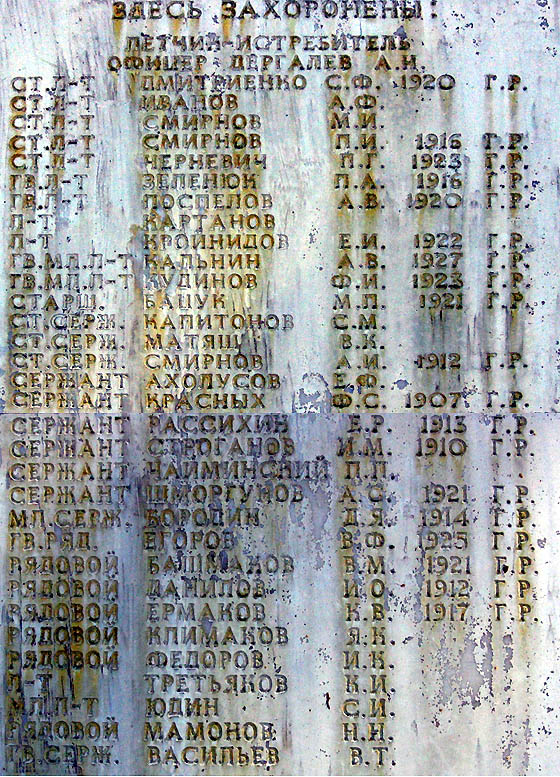 ЗДЕСЬ ЗАХОРОНЕНЫ:
ЛЕТЧИК-ИСТРЕБИТЕЛЬ
ОФИЦЕР ДЕРГАЛЕВ А.Н.
СТ.Л-Т ДМИТРИЕНКО С.Ф. 1920 Г.Р.
СТ.Л-Т ИВАНОВ А.Ф.
СТ.Л-Т СМИРНОВ М.И.
СТ.Л-Т СМИРНОВ П.И. 1916 Г.Р.
СТ.Л-Т ЧЕРНЕВИЧ П.Г. 1923 Г.Р.
ГВ.Л-Т ЗЕЛЕНЮК П.А. 1916 Г.Р.
ГВ.Л-Т ПОСПЕЛОВ А.В. 1920 Г.Р.
Л-Т КАРТАНОВ
Л-Т КРОЙНИДОВ Е.И. 1922 Г.Р.
ГВ.МЛ.Л-Т КАЛЬНИН А.В. 1927 Г.Р.
ГВ.МЛ.Л-Т КУДИНОВ Ф.И. 1923 Г.Р.
СТАРШ. БАЦУК М.П. 1921 Г.Р.
СТ.СЕРЖ. КАПИТОНОВ С.М.
СТ.СЕРЖ. МАТЯШ В.К.
СТ.СЕРЖ. СМИРНОВ А.И. 1912 Г.Р.
СЕРЖАНТ АХОПУСОВ Е.Ф.
СЕРЖАНТ КРАСНЫХ Ф.С. 1907 Г.Р.
СЕРЖАНТ РАССИХИН Е.Р. 1913 Г.Р.
СЕРЖАНТ СТРОГАНОВ И.М. 1910 Г.Р.
СЕРЖАНТ ЧАЙМИНСКИЙ П.П.
СЕРЖАНТ ШМОРГУНОВ А.С. 1921 Г.Р.
МЛ.СЕРЖ БОРОДИН Д.Я. 1914 Г.Р.
ГВ.РЯД. ЕГОРОВ В.Ф. 1925 Г.Р.
РЯДОВОЙ В.М. 1921 Г.Р.
РЯДОВОЙ ДАНИЛОВ И.О 1912 Г.Р.
РЯДОВОЙ ЕРМАКОВ К.В. 1917 Г.Р.
РЯДОВОЙ КЛИМАКОВ Я.К.
РЯДОВОЙ ФЕДОРОВ И.К.
Л-Т ТРЕТЬЯКОВ К.И.
МЛ.Л-Т ЮДИН С.И.
РЯДОВОЙ МАМОНОВ Н.Н.
ГВ.СЕРЖ. ВАСИЛЬЕВ В.Т